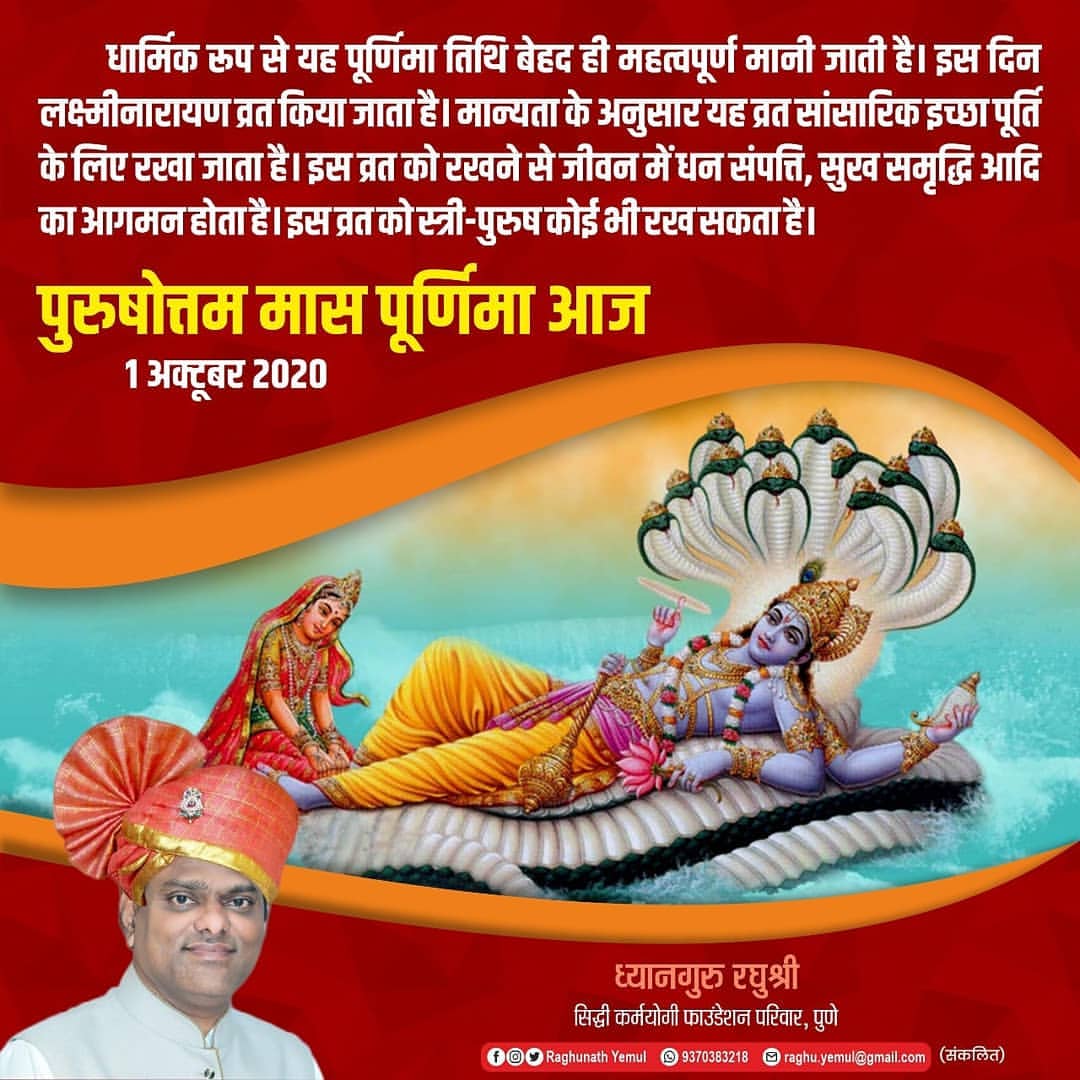 धार्मिक रूप से यह पूर्णिमा तिथि बेहद ही महत्वपूर्ण मानी जाती है। इस दिन
लक्ष्मीनारायण व्रत किया जाता है। मान्यता के अनुसार यह व्रत सांसारिक इच्छा पूर्ति
के लिए रखा जाता है। इस व्रत को रखने से जीवन में धन संपत्ति, सुख समृद्धि आदि
का आगमन होता है। इस व्रत को स्त्री-पुरुष कोई भी रख सकता है।
पुरुषोत्तम मास पूर्णिमा आज
1 अक्टूबर 2020
ध्यानगुरु रघुश्री
सिद्धी कर्मयोगी फाउंडेशन परिवार, पुणे
Raghunath Yemul 9370383218 raghu.yemul@gmail.com (संकलित)